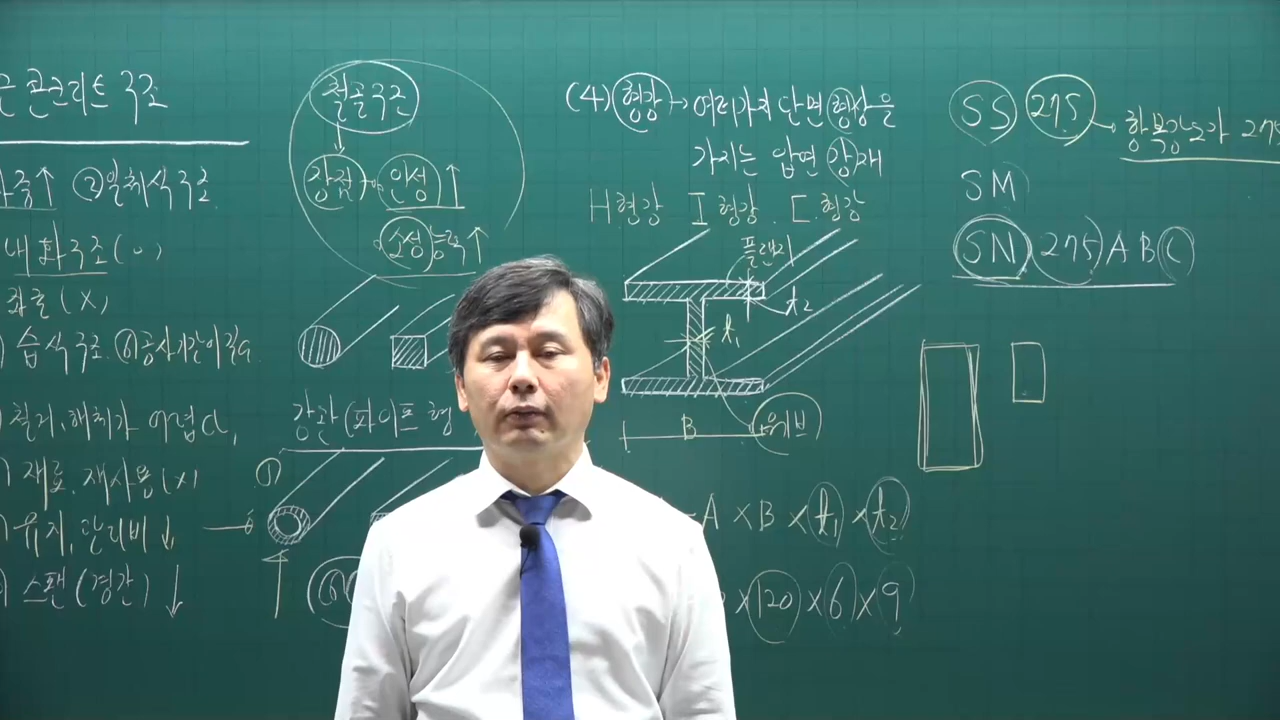 콘크리트 구조
↑ ②일체식구조
내화구조(○)
좌굴(X)
습식구조. ⑥공사기간이 길다.
철거, 해체가 어렵다,
재료. 재사용(X)
유지, 관리비 ↓
스팬(경간) ↓
철골구조
↓
장점 → 인성↑
소성능력↑
강관(파이프 형
①
(4) 형강 → 여러가지 단면 형상을
가지는 압연 강재
H형강 I형강. ㄷ형강
플랜지
t₂
t₁
B
웨브
A × B × t₁ × t₂
×120×6×9
SS 275 → 항복강도가 275
SM
SN 275 A B C